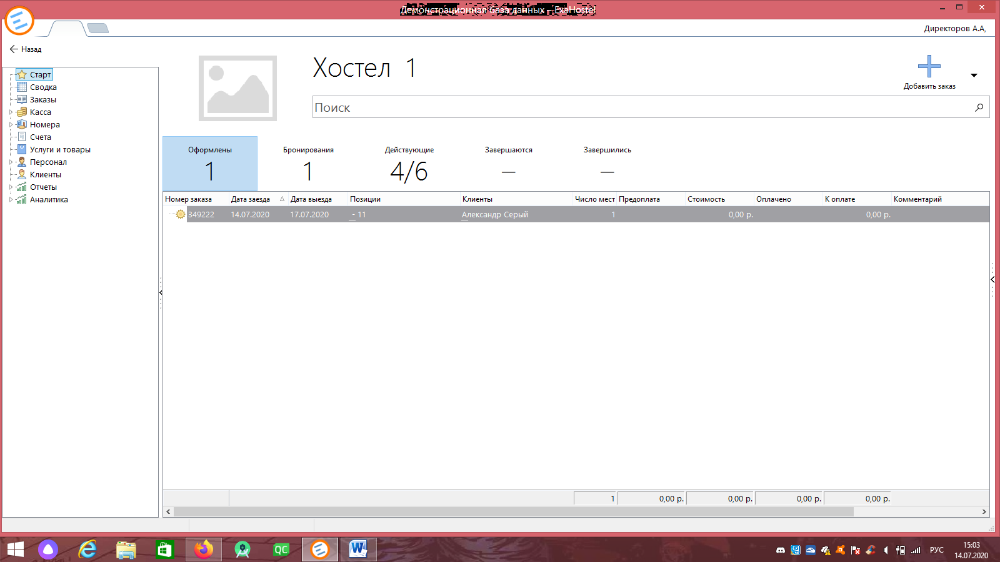 Демонстрационная база данных - ExaHostel
Директоров А.А,
Назад
Хостел 1
Добавить заказ
Поиск
Старт
Сводка
Заказы
Касса
Номера
Счета
Услуги и товары
Персонал
Клиенты
Отчеты
Аналитика
Оформлены Бронирования Действующие Завершаются Завершились
1 1 4/6 — —
Номер заказа Дата заезда Дата выезда Позиции Клиенты Число мест Предоплата Стоимость Оплачено К оплате Комментарий
349222 14.07.2020 17.07.2020 - 11 Александр Серый 1 0,00 р. 0,00 р.
1 0,00 р. 0,00 р. 0,00 р. 0,00 р.
QC
РУС
15:03
14.07.2020